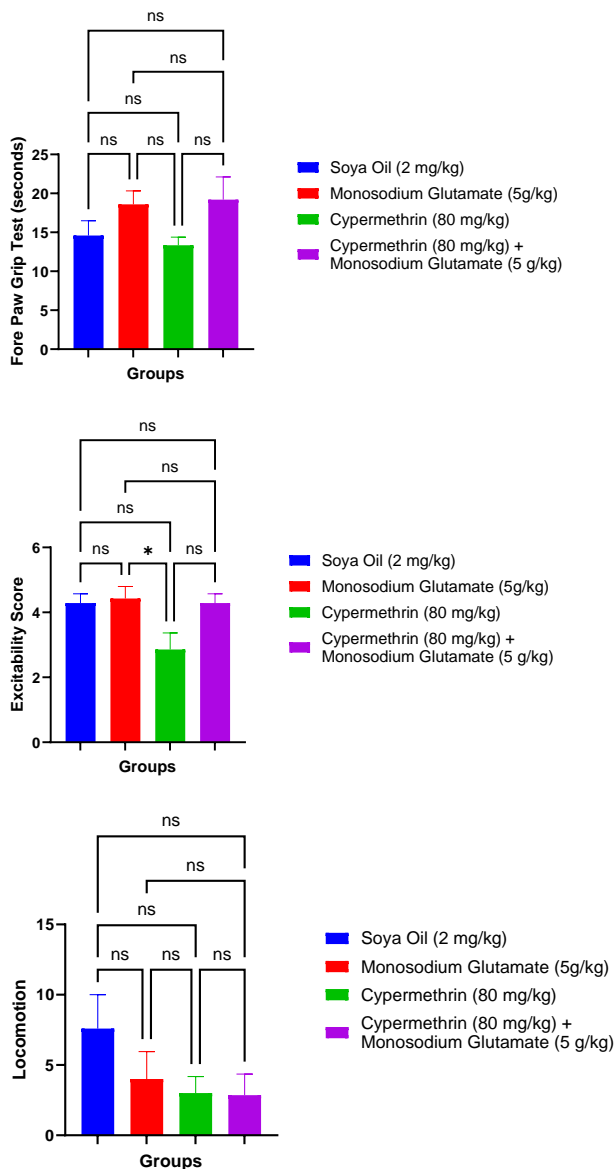 ns
ns
ns
ns ns ns
25
20
15
10
5
0
Fore Paw Grip Test (seconds)
Groups
Soya Oil (2 mg/kg)
Monosodium Glutamate (5g/kg)
Cypermethrin (80 mg/kg)
Cypermethrin (80 mg/kg) +
Monosodium Glutamate (5 g/kg)
ns
ns
ns
ns * ns
6
4
2
0
Excitability Score
Groups
Soya Oil (2 mg/kg)
Monosodium Glutamate (5g/kg)
Cypermethrin (80 mg/kg)
Cypermethrin (80 mg/kg) +
Monosodium Glutamate (5 g/kg)
ns
ns
ns
ns ns ns
15
10
5
0
Locomotion
Groups
Soya Oil (2 mg/kg)
Monosodium Glutamate (5g/kg)
Cypermethrin (80 mg/kg)
Cypermethrin (80 mg/kg) +
Monosodium Glutamate (5 g/kg)